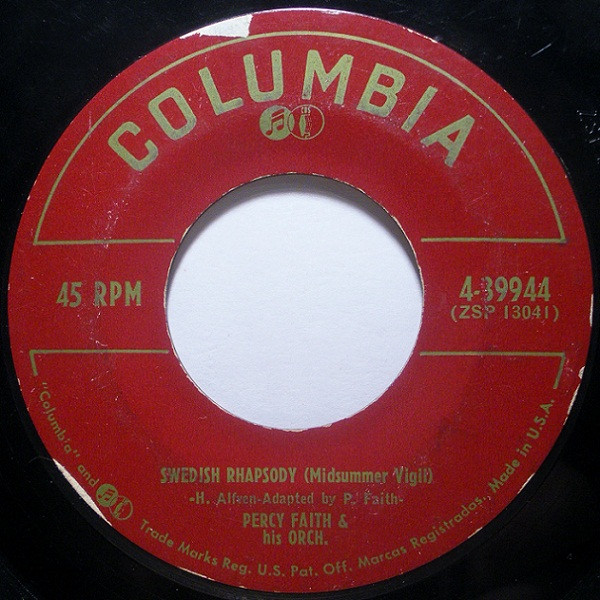 COLUMBIA
CBS
45 RPM
4-39944
(ZSP 13041)
SWEDISH RHAPSODY (Midsummer Vigil)
-H. Alfven-Adapted by P. Faith-
PERCY FAITH &
his ORCH.
"Columbia" and Trade Marks Reg. U.S. Pat. Off. Marcas Registradas, Made in U.S.A.